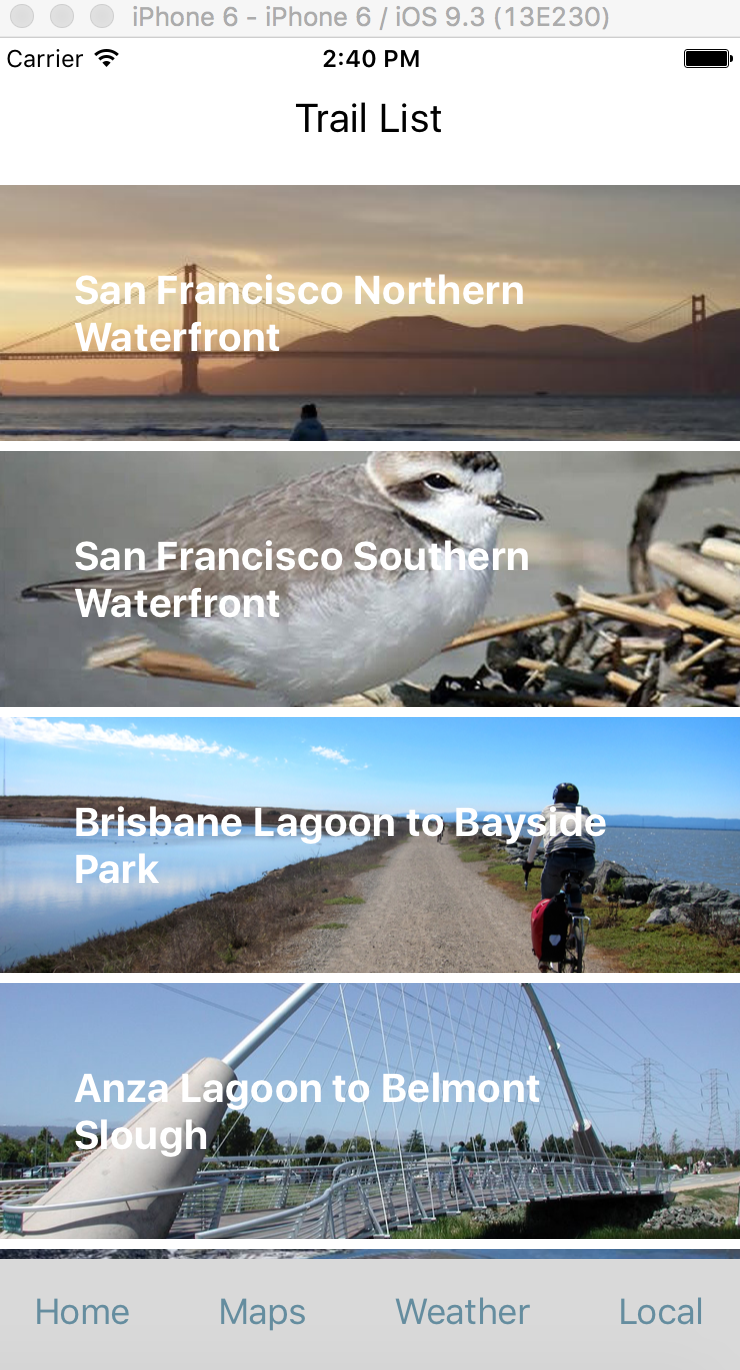 iPhone 6 - iPhone 6 / iOS 9.3 (13E230)
Carrier 2:40 PM
Trail List
San Francisco Northern
Waterfront
San Francisco Southern
Waterfront
Brisbane Lagoon to Bayside
Park
Anza Lagoon to Belmont
Slough
Home Maps Weather Local